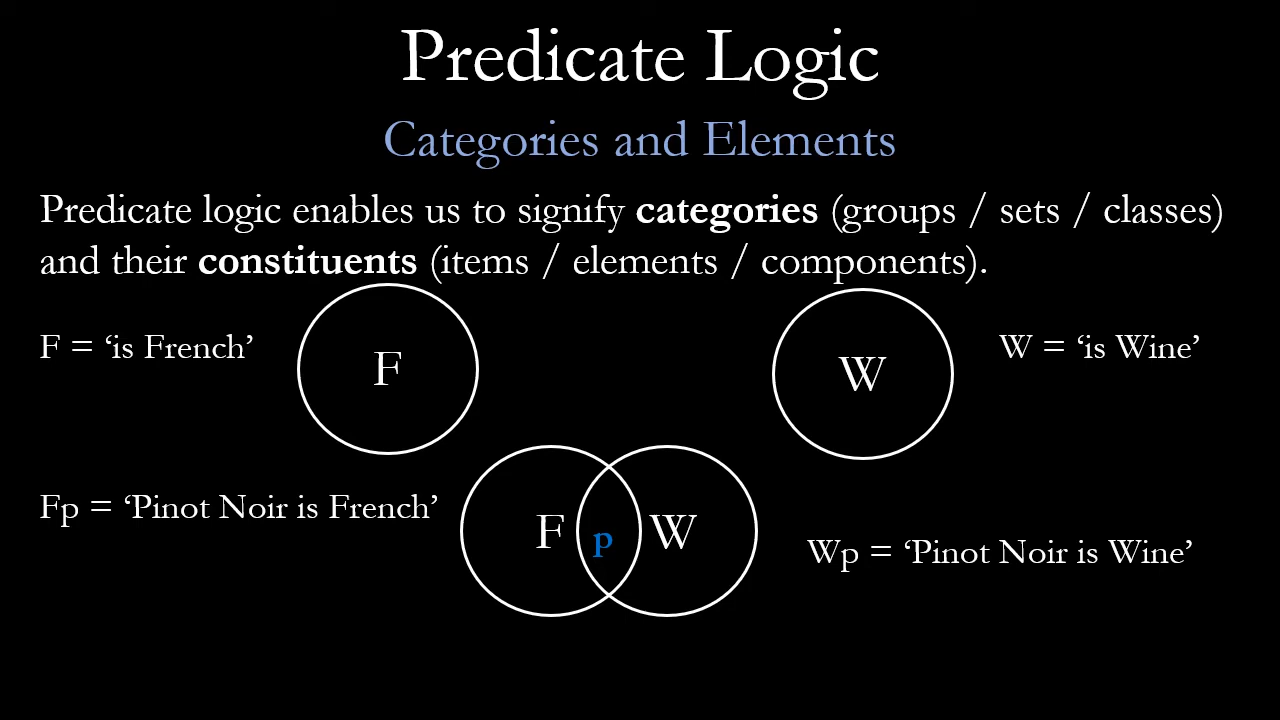 Predicate Logic
Categories and Elements
Predicate logic enables us to signify categories (groups / sets / classes)
and their constituents (items / elements / components).
F = ‘is French’
F
W
W = ‘is Wine’
Fp = ‘Pinot Noir is French’
F
p
W
Wp = ‘Pinot Noir is Wine’